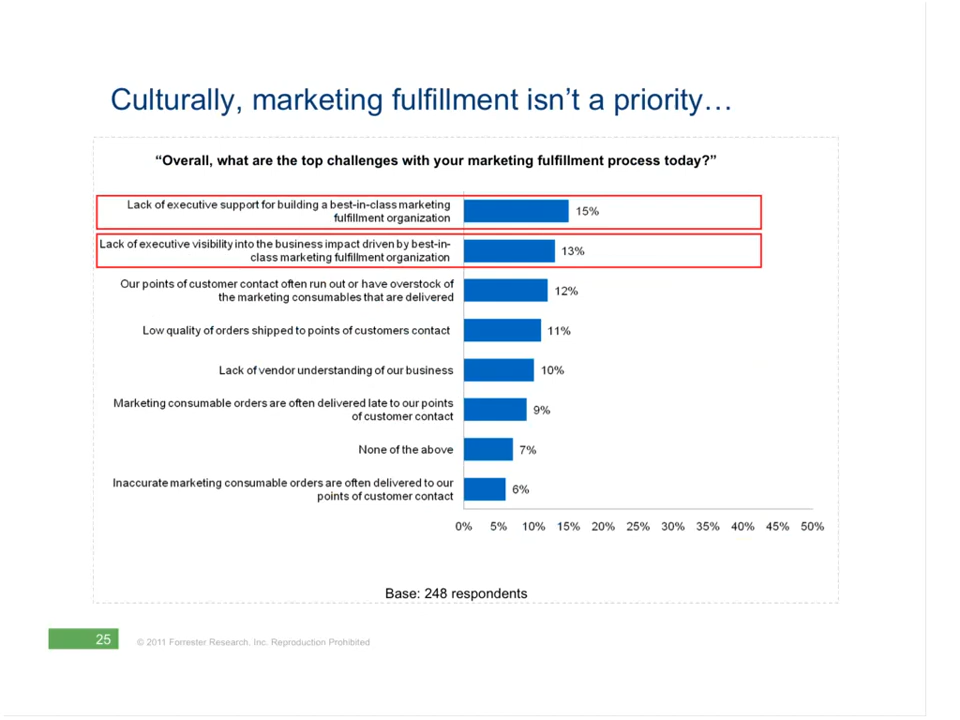 Culturally, marketing fulfillment isn't a priority…
“Overall, what are the top challenges with your marketing fulfillment process today?”
Lack of executive support for building a best-in-class marketing
fulfillment organization
15%
Lack of executive visibility into the business impact driven by best-in-
class marketing fulfillment organization
13%
Our points of customer contact often run out or have overstock of
the marketing consumables that are delivered
12%
Low quality of orders shipped to points of customers contact
11%
Lack of vendor understanding of our business
10%
Marketing consumable orders are often delivered late to our points
of customer contact
9%
None of the above
7%
Inaccurate marketing consumable orders are often delivered to our
points of customer contact
6%
0% 5% 10% 15% 20% 25% 30% 35% 40% 45% 50%
Base: 248 respondents
25 © 2011 Forrester Research, Inc. Reproduction Prohibited